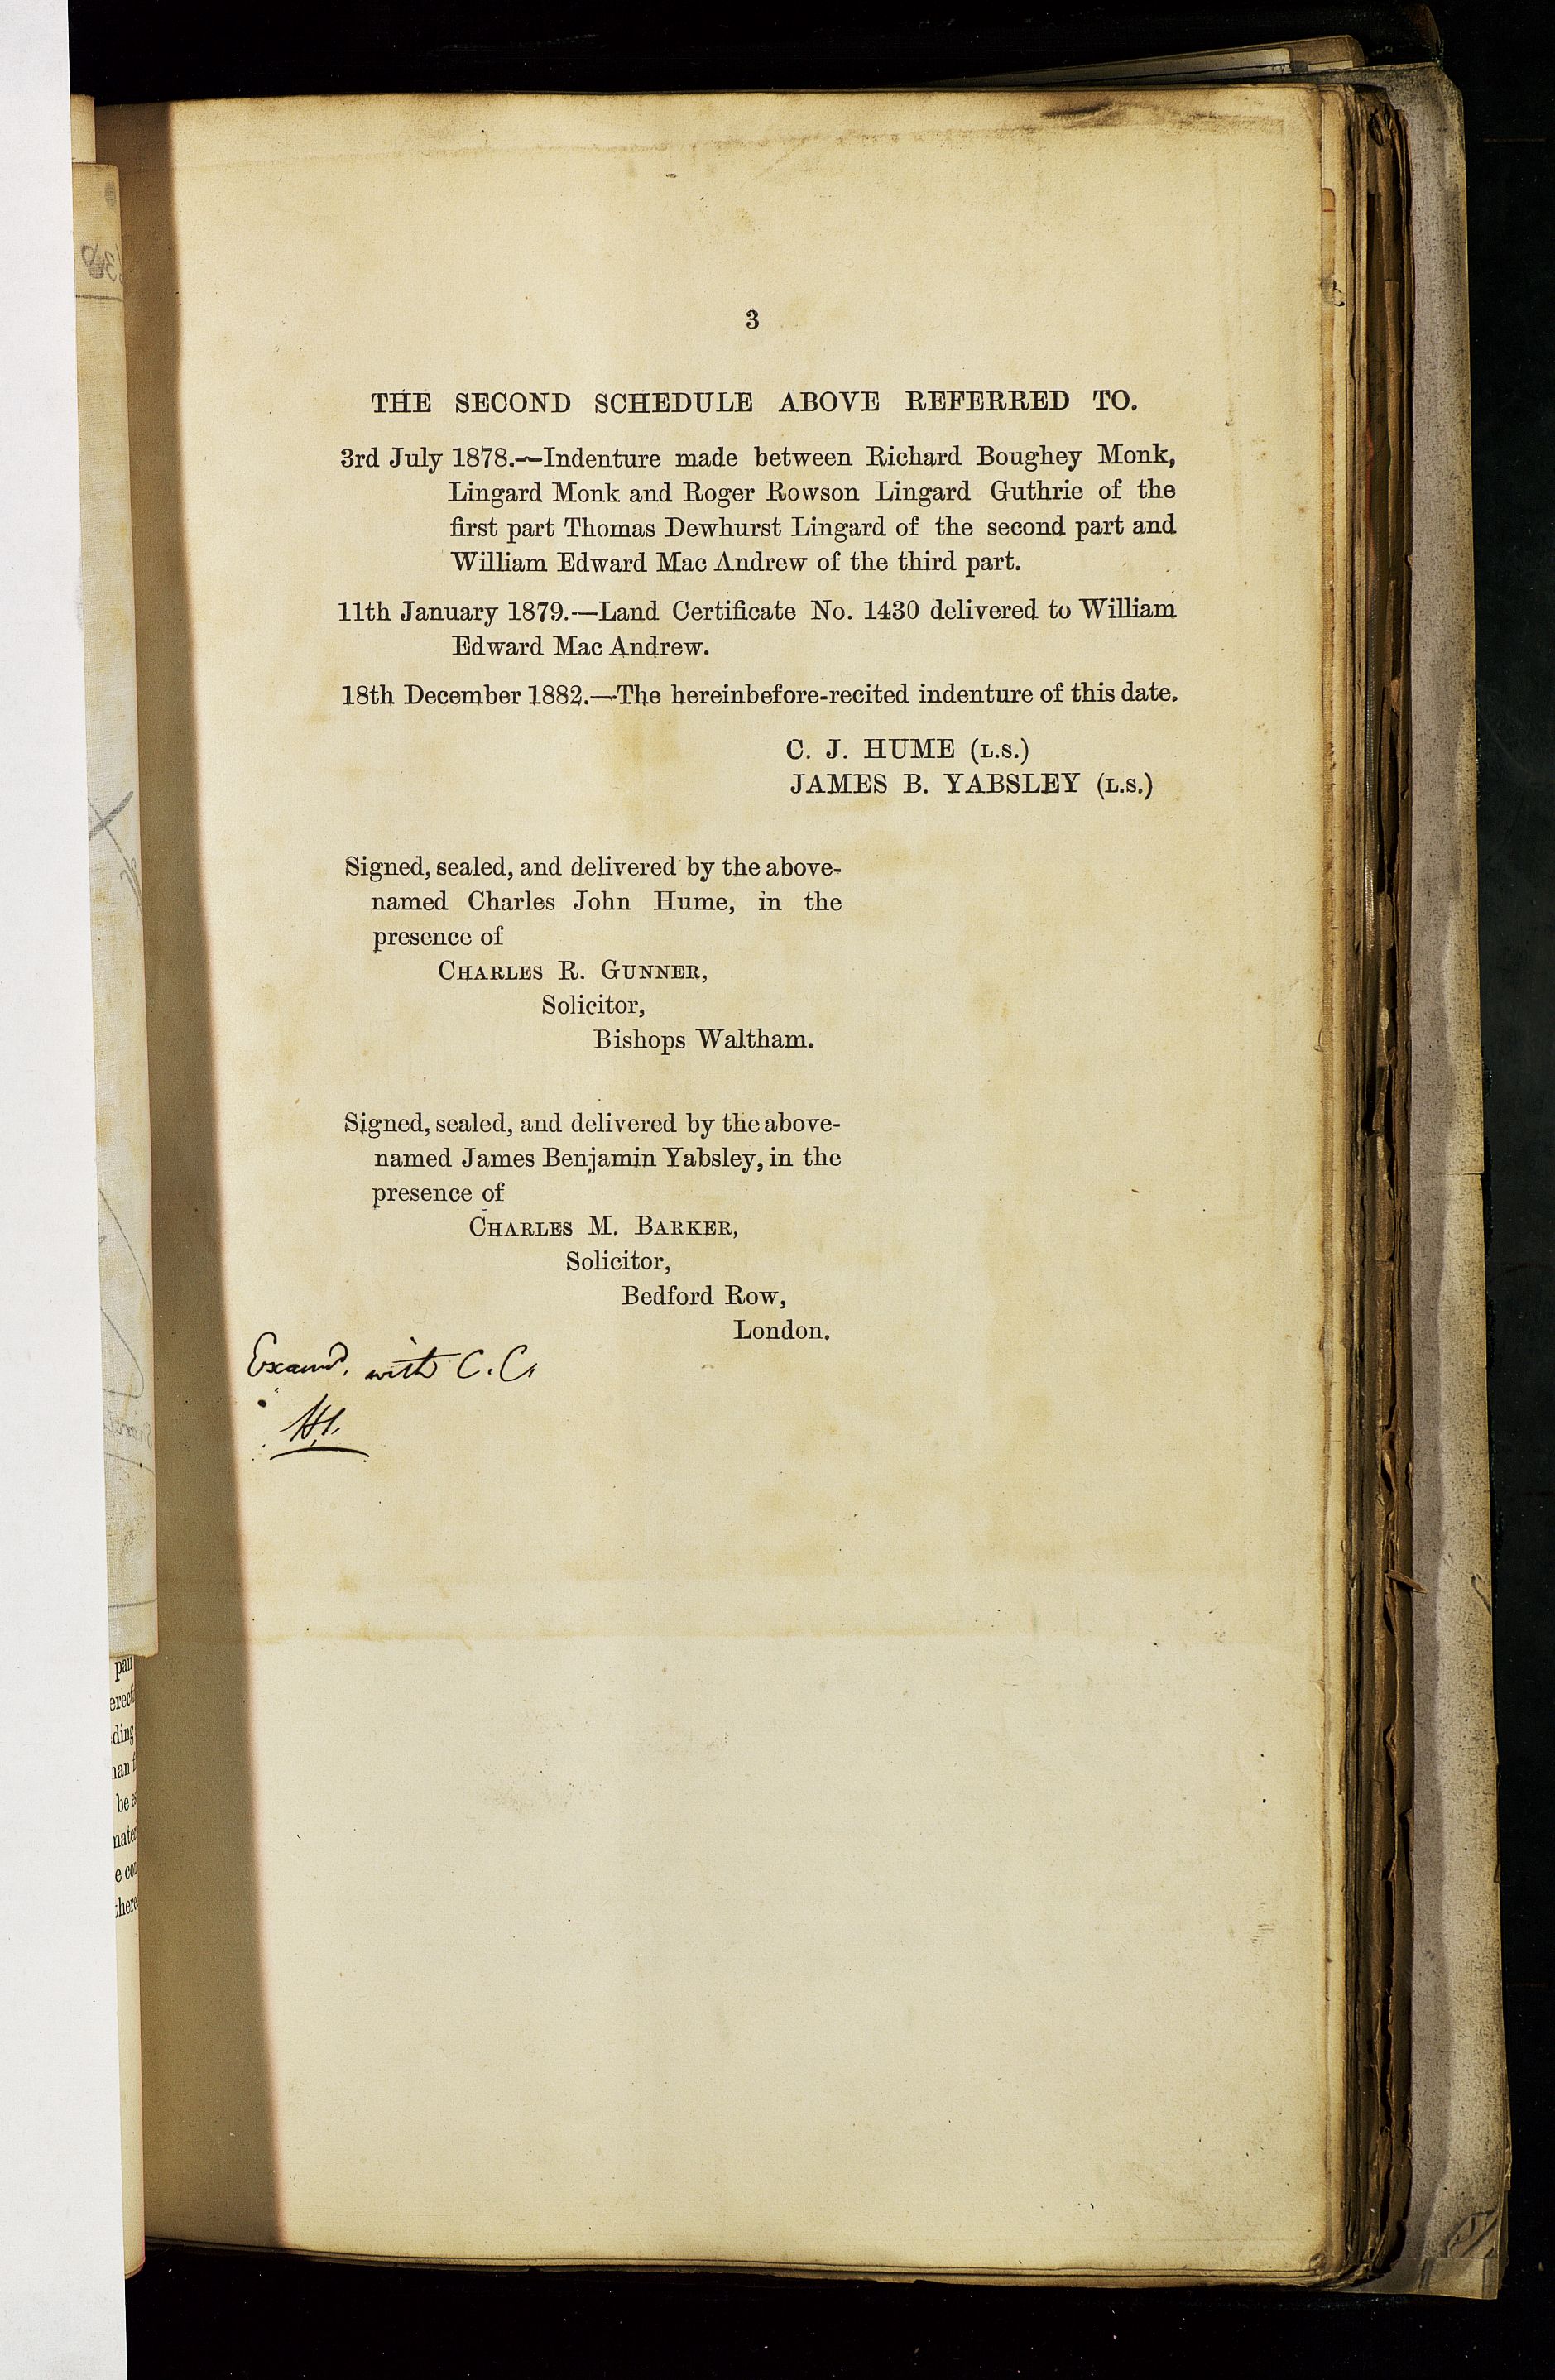 3
THE SECOND SCHEDULE ABOVE REFERRED TO.
3rd July 1878.—Indenture made between Richard Boughey Monk,
Lingard Monk and Roger Rowson Lingard Guthrie of the
first part Thomas Dewhurst Lingard of the second part and
William Edward Mac Andrew of the third part.
11th January 1879.—Land Certificate No. 1430 delivered to William
Edward Mac Andrew.
18th December 1882.—The hereinbefore-recited indenture of this date.
C. J. HUME (L.S.)
JAMES B. YABSLEY (L.S.)
Signed, sealed, and delivered by the above-
named Charles John Hume, in the
presence of
CHARLES R. GUNNER,
Solicitor,
Bishops Waltham.
Signed, sealed, and delivered by the above-
named James Benjamin Yabsley, in the
presence of
CHARLES M. BARKER,
Solicitor,
Bedford Row,
London.
Examd. with C. C.